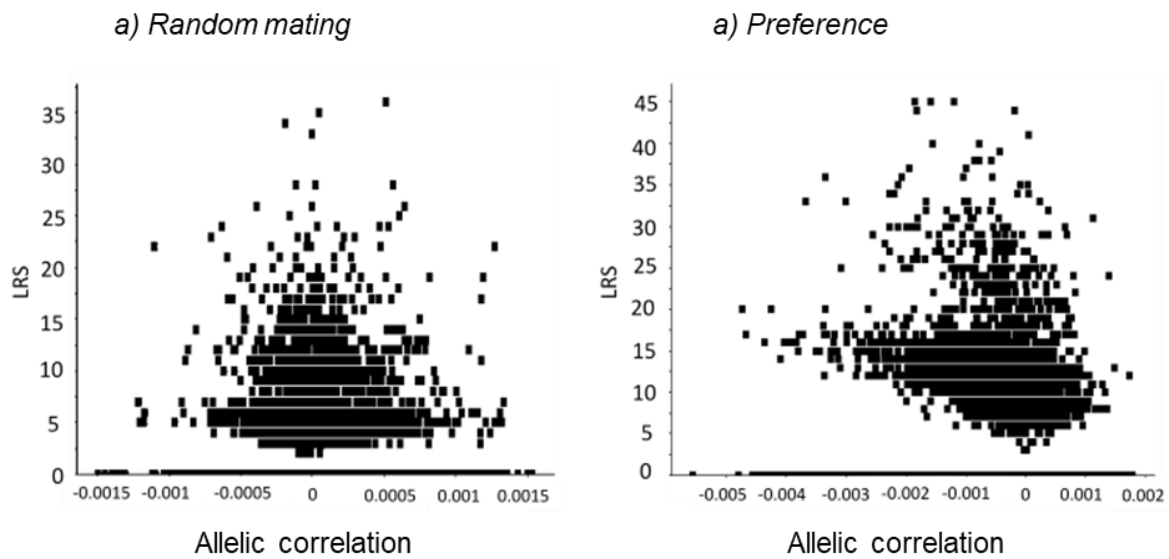 a) Random mating
a) Preference
35
30
25
20
15
10
5
0
LRS
-0.0015 -0.001 -0.0005 0 0.0005 0.001 0.0015
Allelic correlation
45
40
35
30
25
20
15
10
5
0
LRS
-0.005 -0.004 -0.003 -0.002 -0.001 0 0.001 0.002
Allelic correlation